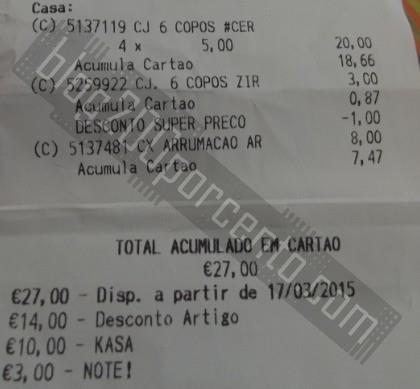 Casa:
(C) 5137119 CJ 6 COPOS #CER
4 x 5,00 20,00
Acumula Cartao 18,66
(C) 5259922 CJ. 6 COPOS ZIR 3,00
Acumula Cartao 0,87
DESCONTO SUPER PRECO -1,00
(C) 5137481 CX ARRUMACAO AR 8,00
Acumula Cartao 7,47
TOTAL ACUMULADO EM CARTAO
€27,00
€27,00 - Disp. a partir de 17/03/2015
€14,00 - Desconto Artigo
€10,00 - KASA
€3,00 - NOTE!